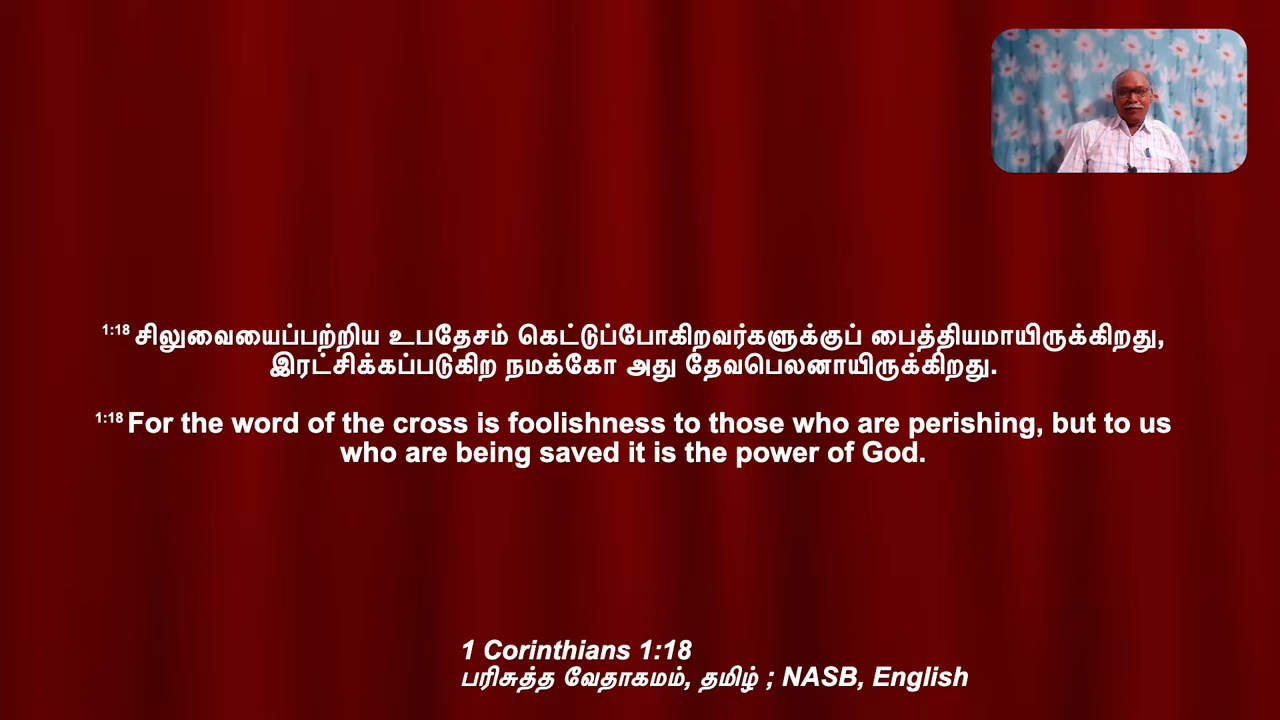 1:18 சிலுவையைப்பற்றிய உபதேசம் கெட்டுப்போகிறவர்களுக்குப் பைத்தியமாயிருக்கிறது,
இரட்சிக்கப்படுகிற நமக்கோ அது தேவபெலனாயிருக்கிறது.
1:18 For the word of the cross is foolishness to those who are perishing, but to us
who are being saved it is the power of God.
1 Corinthians 1:18
பரிசுத்த வேதாகமம், தமிழ் ; NASB, English